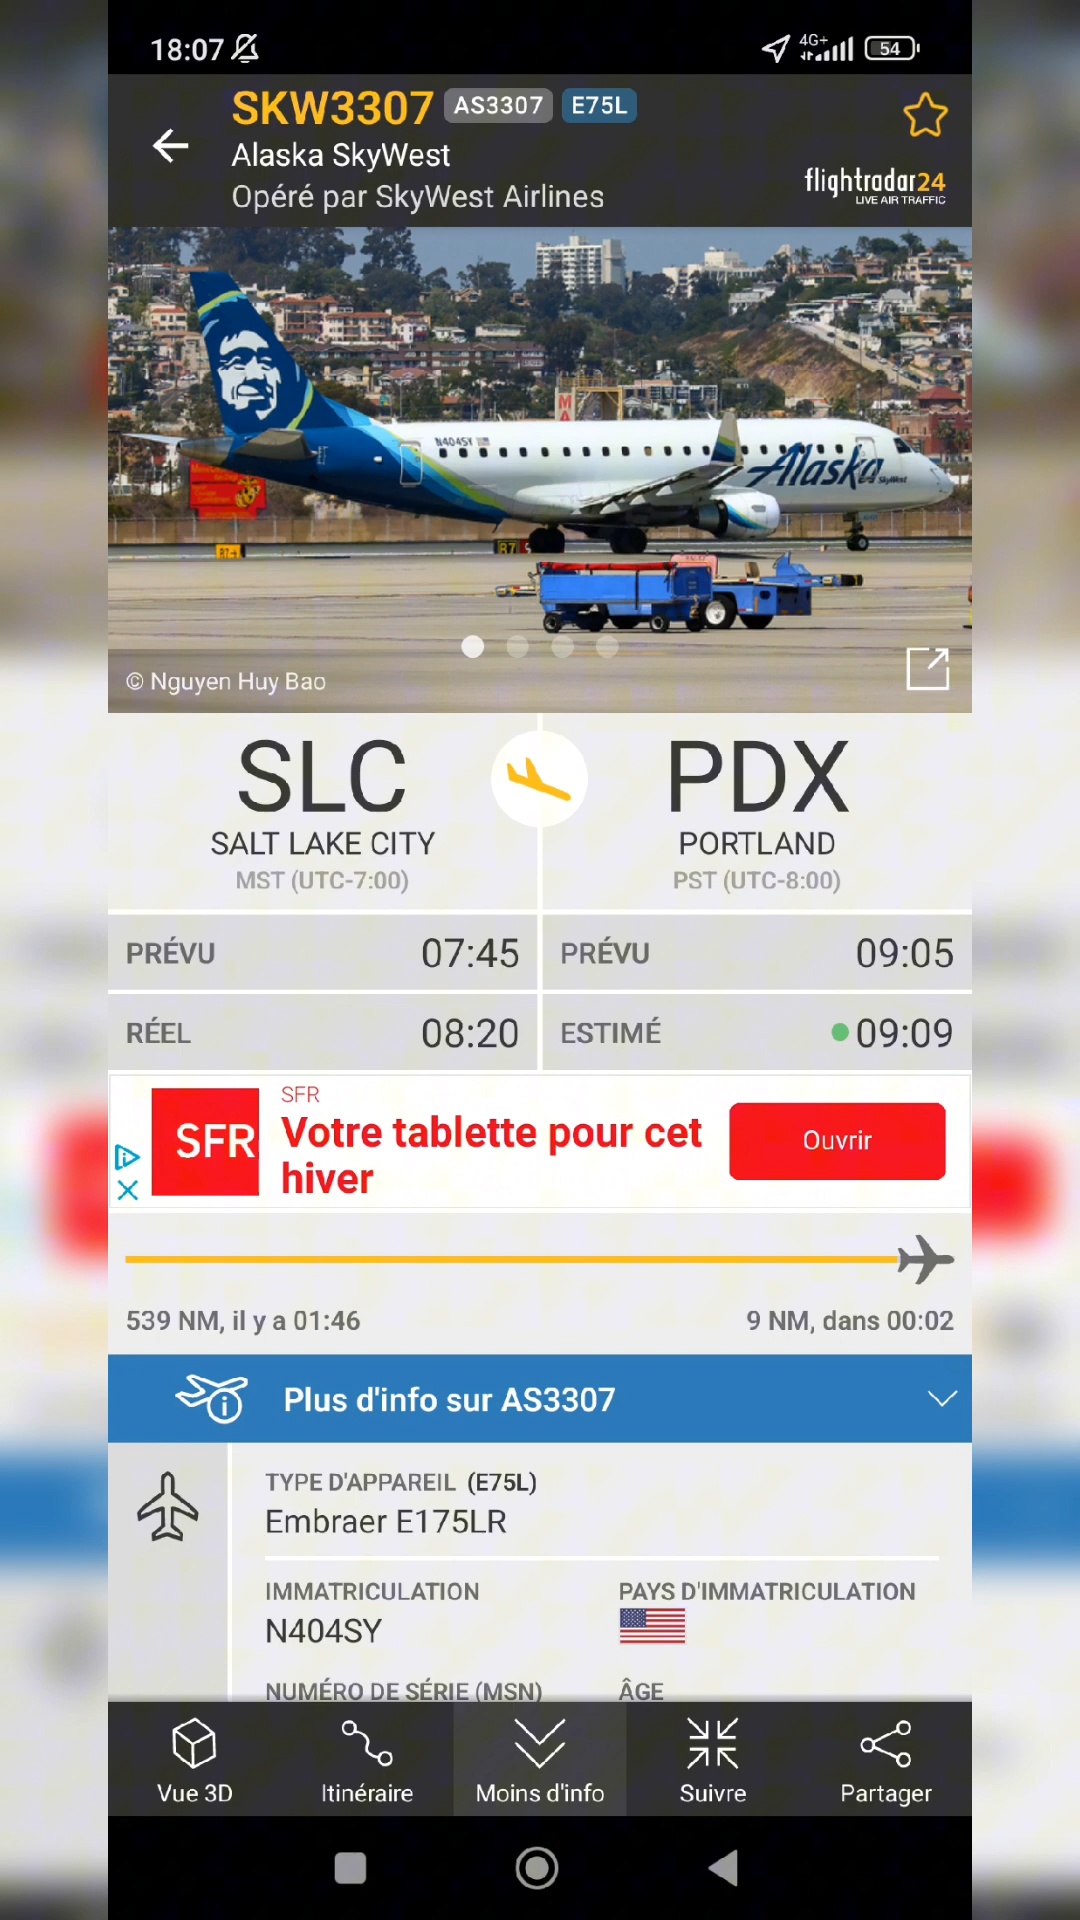 18:07
4G+
54
SKW3307 AS3307 E75L
Alaska SkyWest
Opéré par SkyWest Airlines
flightradar24
LIVE AIR TRAFFIC
MA
N404SY
Alaska
SkyWest
B7
© Nguyen Huy Bao
SLC
SALT LAKE CITY
MST (UTC-7:00)
PDX
PORTLAND
PST (UTC-8:00)
PRÉVU 07:45
PRÉVU 09:05
RÉEL 08:20
ESTIMÉ 09:09
SFR
SFR
Votre tablette pour cet
hiver
Ouvrir
539 NM, il y a 01:46
9 NM, dans 00:02
Plus d'info sur AS3307
TYPE D'APPAREIL (E75L)
Embraer E175LR
IMMATRICULATION
N404SY
PAYS D'IMMATRICULATION
NUMÉRO DE SÉRIE (MSN)
ÂGE
Vue 3D
Itinéraire
Moins d'info
Suivre
Partager